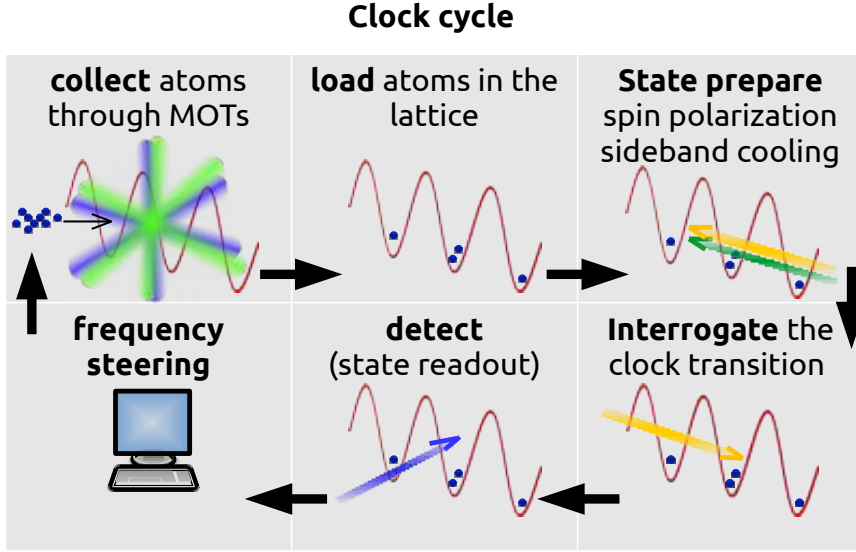 Clock cycle
collect atoms
through MOTs
load atoms in the
lattice
State prepare
spin polarization
sideband cooling
frequency
steering
detect
(state readout)
Interrogate the
clock transition